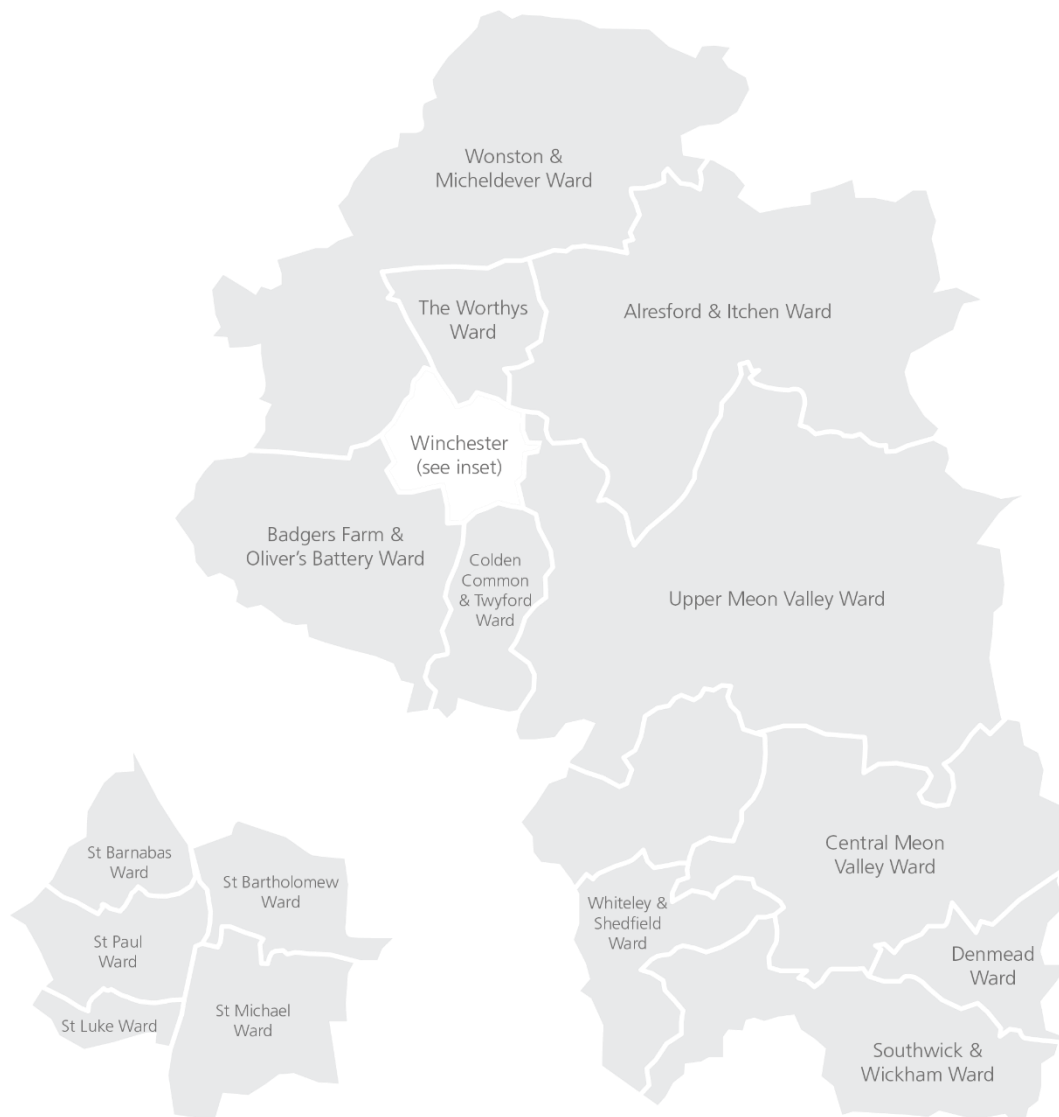 Wonston &
Micheldever Ward
The Worthys
Ward
Alresford & Itchen Ward
Winchester
(see inset)
Badgers Farm &
Oliver’s Battery Ward
Colden
Common
& Twyford
Ward
Upper Meon Valley Ward
St Barnabas
Ward
St Bartholomew
Ward
St Paul
Ward
St Luke Ward
St Michael
Ward
Central Meon
Valley Ward
Whiteley &
Shedfield
Ward
Denmead
Ward
Southwick &
Wickham Ward